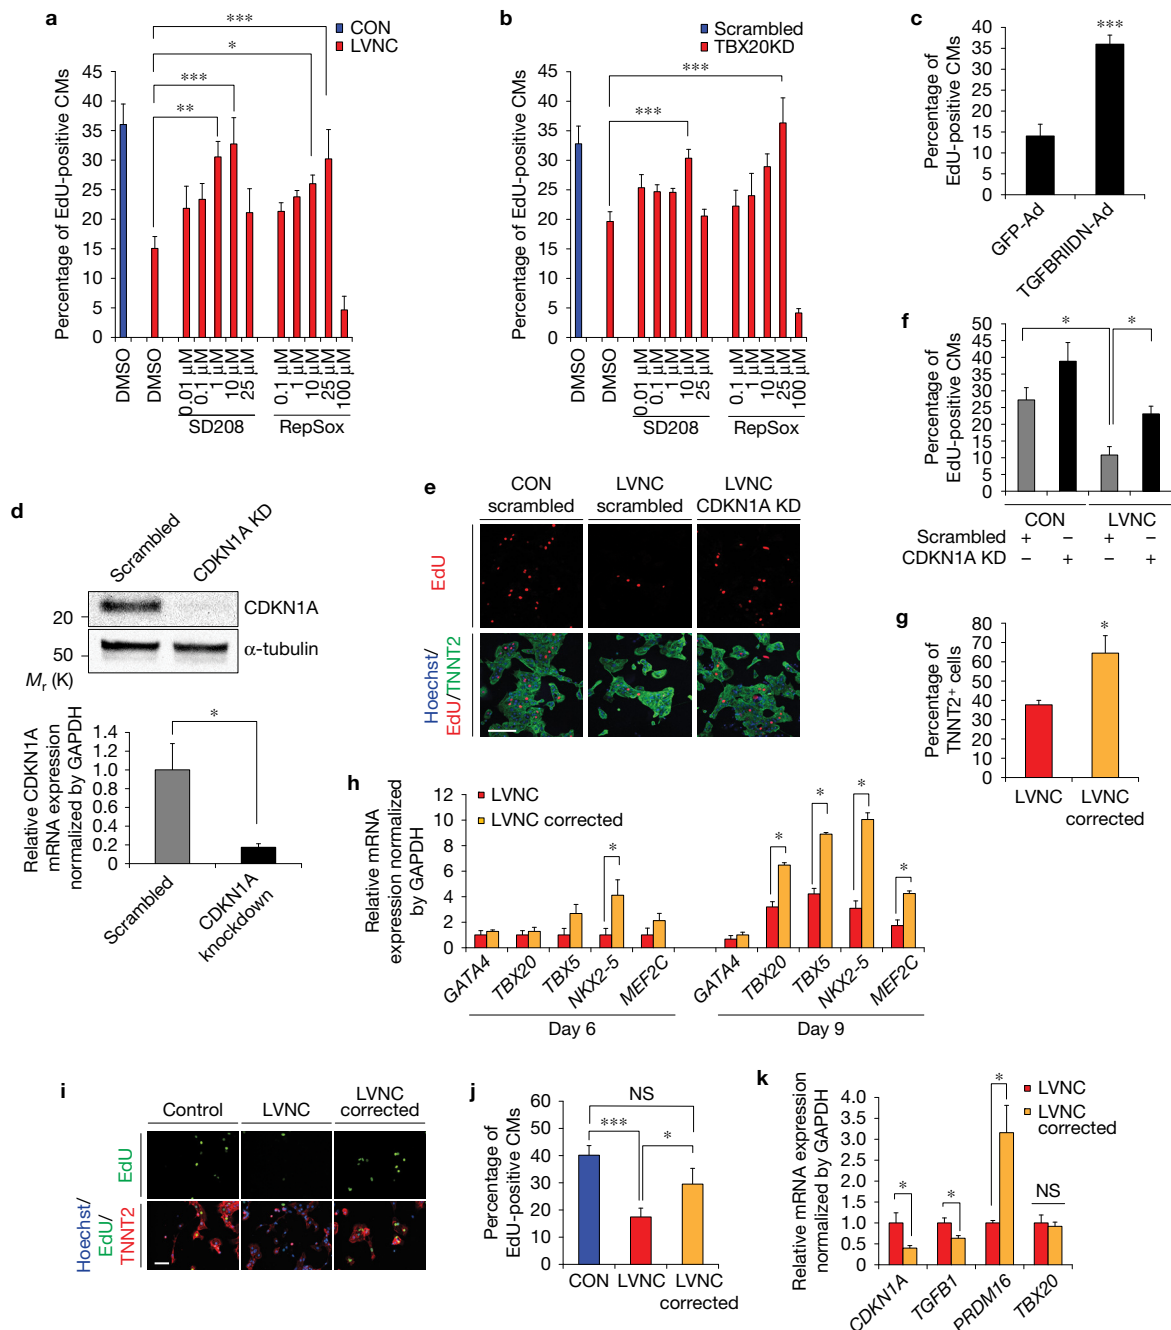 a
CON
LVNC
***
*
***
**
Percentage of EdU-positive CMs
45
40
35
30
25
20
15
10
5
0
DMSO
DMSO
0.01 µM
0.1 µM
1 µM
10 µM
25 µM
0.1 µM
1 µM
10 µM
25 µM
100 µM
SD208
RepSox
b
Scrambled
TBX20KD
***
***
Percentage of EdU-positive CMs
45
40
35
30
25
20
15
10
5
0
DMSO
DMSO
0.01 µM
0.1 µM
1 µM
10 µM
25 µM
0.1 µM
1 µM
10 µM
25 µM
100 µM
SD208
RepSox
c
***
Percentage of
EdU-positive CMs
40
35
30
25
20
15
10
5
0
GFP-Ad
TGFBRIIDN-Ad
d
Scrambled
CDKN1A KD
20
CDKN1A
50
α-tubulin
Mr (K)
*
Relative CDKN1A
mRNA expression
normalized by GAPDH
1.4
1.2
1.0
0.8
0.6
0.4
0.2
0
Scrambled
CDKN1A
knockdown
e
CON
scrambled
LVNC
scrambled
LVNC
CDKN1A KD
EdU
Hoechst/
EdU/TNNT2
f
* *
Percentage of
EdU-positive CMs
50
45
40
35
30
25
20
15
10
5
0
CON LVNC
Scrambled + – + –
CDKN1A KD – + – +
g
*
Percentage of
TNNT2+ cells
80
70
60
50
40
30
20
10
0
LVNC
LVNC
corrected
h
LVNC
LVNC corrected
* * * * *
Relative mRNA
expression normalized
by GAPDH
12
10
8
6
4
2
0
GATA4
TBX20
TBX5
NKX2-5
MEF2C
Day 6
GATA4
TBX20
TBX5
NKX2-5
MEF2C
Day 9
i
Control
LVNC
LVNC
corrected
EdU
Hoechst/
EdU/
TNNT2
j
NS
***
*
Percentage of
EdU-positive CMs
60
50
40
30
20
10
0
CON
LVNC
LVNC
corrected
k
LVNC
LVNC
corrected
* * *
NS
Relative mRNA expression
normalized by GAPDH
4.0
3.5
3.0
2.5
2.0
1.5
1.0
0.5
0
CDKN1A
TGFB1
PRDM16
TBX20